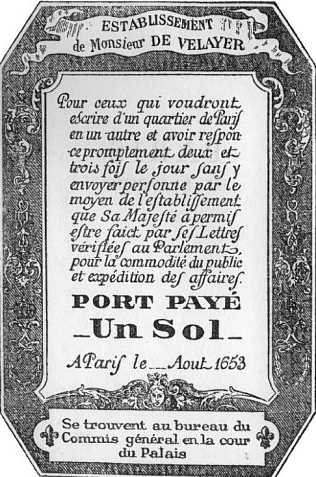 ESTABLISSEMENT
de Monsieur DE VELAYER
Pour ceux qui voudront
eſcrire d'un quartier de Pariſ
en un autre et avoir reſpon
ce promptement deux et
trois foiſ le jour ſanſ y
envoyer perſonne par le
moyen de l'eſtabliſſement
que Sa Majeſté à permiſ
eſtre faict par ſeſ Lettreſ
vérifiéeſ au Parlement,
pour la commodité du public
et expédition deſ affaireſ.
PORT PAYÉ
_Un Sol_
A Pariſ le ___ Aout 1653
Se trouvent au bureau du
Commis général en la cour
du Palais